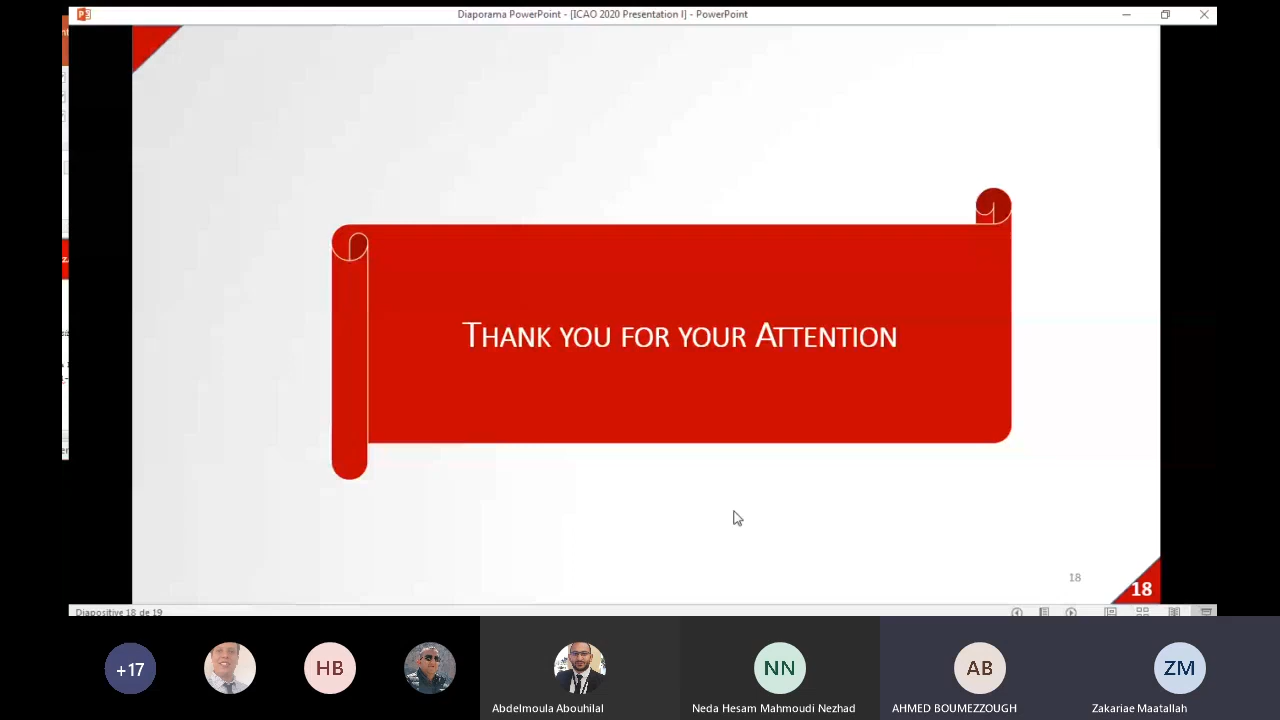 Diaporama PowerPoint - [ICAO 2020 Presentation I] - PowerPoint
THANK YOU FOR YOUR ATTENTION
18
18
Diapositive 18 de 19
+17
HB
NN
AB
ZM
Abdelmoula Abouhilal
Neda Hesam Mahmoudi Nezhad
AHMED BOUMEZZOUGH
Zakariae Maatallah